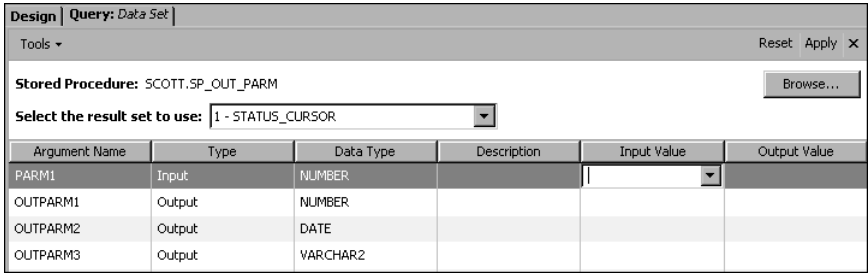 Design Query: Data Set
Tools Reset Apply X
Stored Procedure: SCOTT.SP_OUT_PARM Browse...
Select the result set to use: 1 - STATUS_CURSOR
Argument Name Type Data Type Description Input Value Output Value
PARM1 Input NUMBER
OUTPARM1 Output NUMBER
OUTPARM2 Output DATE
OUTPARM3 Output VARCHAR2